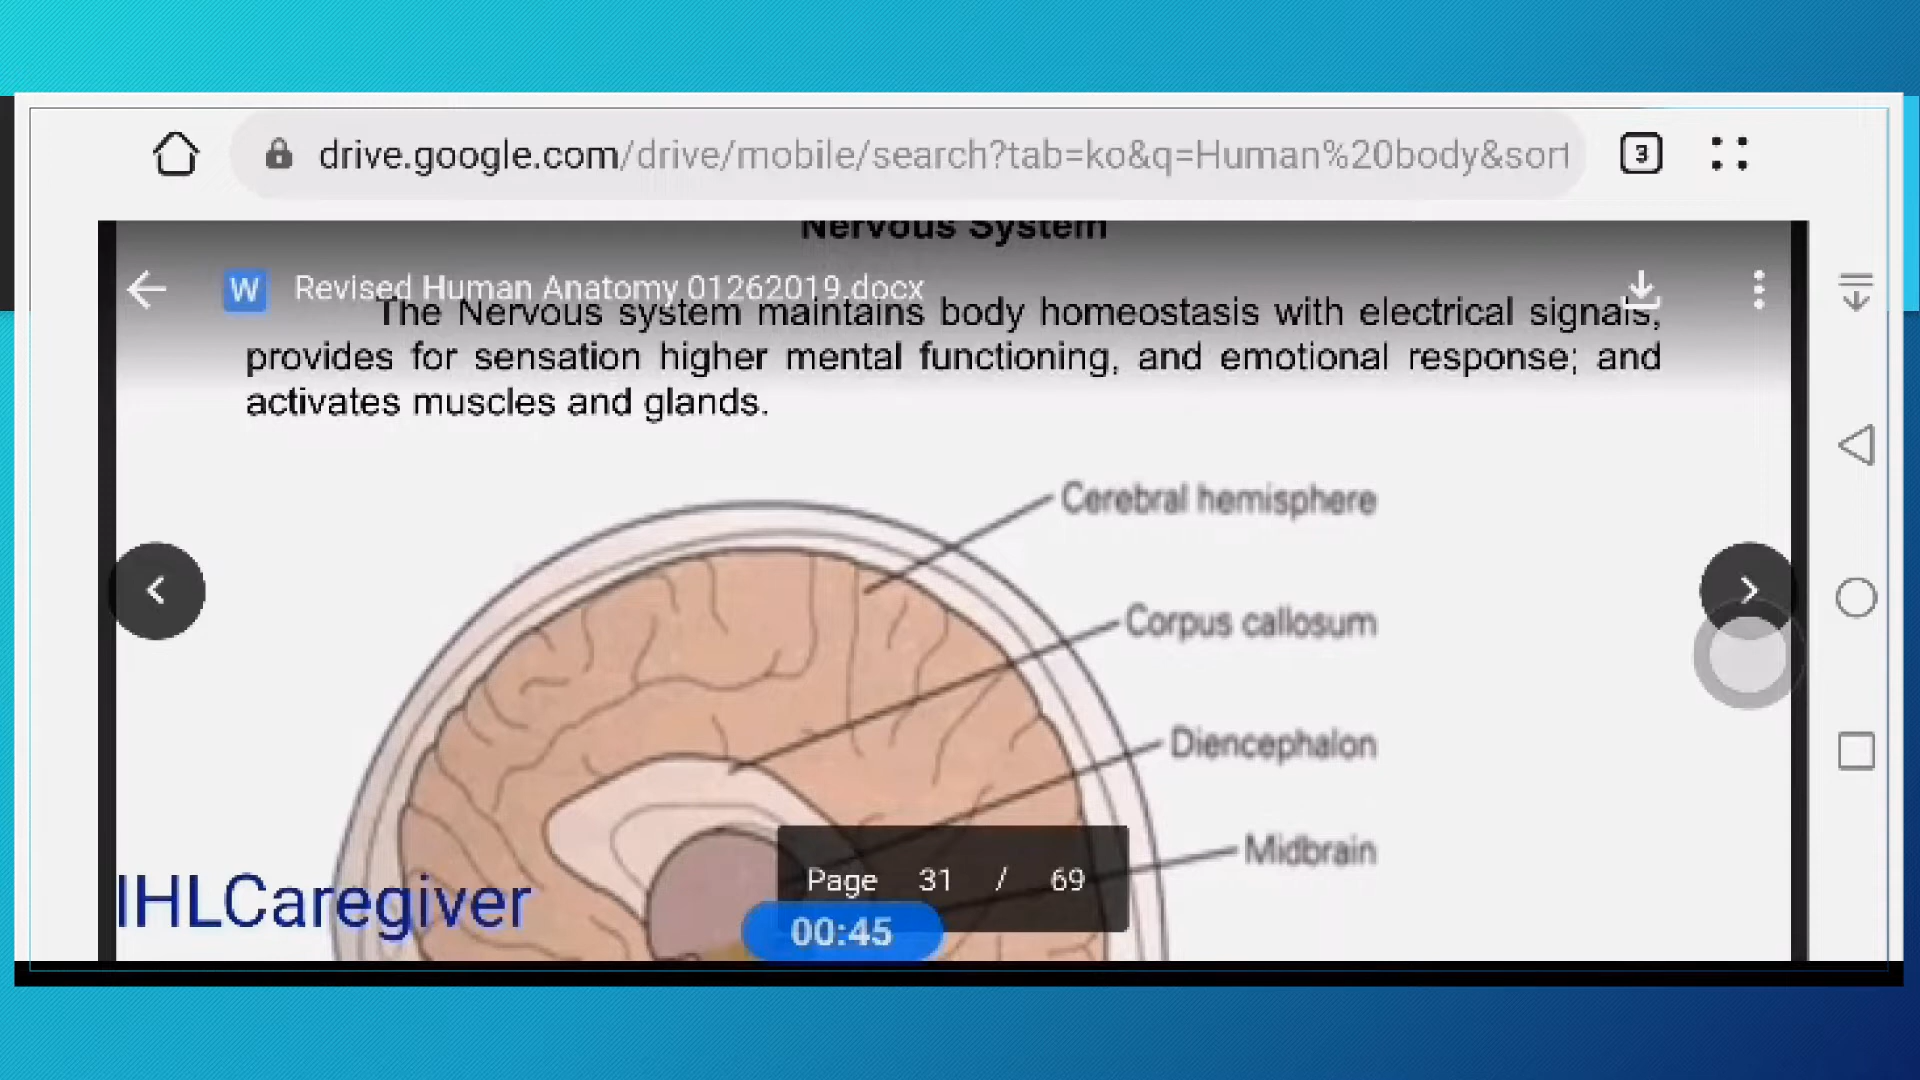 drive.google.com/drive/mobile/search?tab=ko&q=Human%20body&sort
3
Nervous System
W Revised Human Anatomy 01262019.docx
The Nervous system maintains body homeostasis with electrical signals,
provides for sensation higher mental functioning, and emotional response; and
activates muscles and glands.
Cerebral hemisphere
Corpus callosum
Diencephalon
Midbrain
Page 31 / 69
IHLCaregiver
00:45